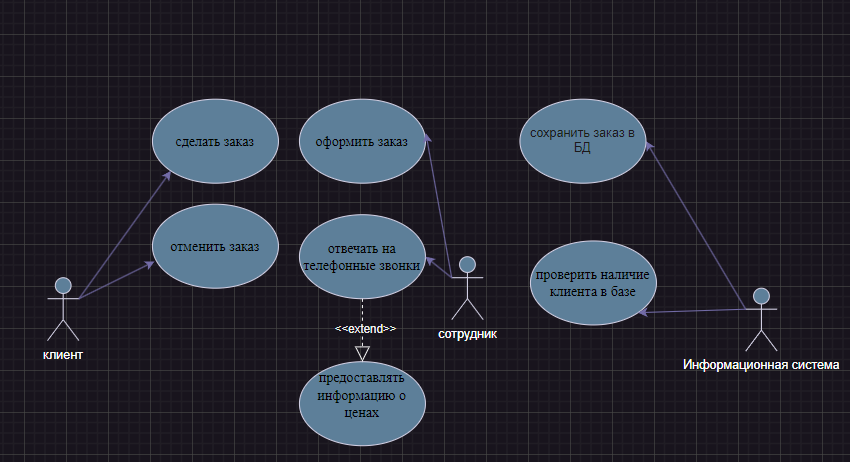 сделать заказ
оформить заказ
сохранить заказ в
БД
отменить заказ
отвечать на
телефонные звонки
проверить наличие
клиента в базе
<<extend>>
сотрудник
клиент
Информационная система
предоставлять
информацию о
ценах